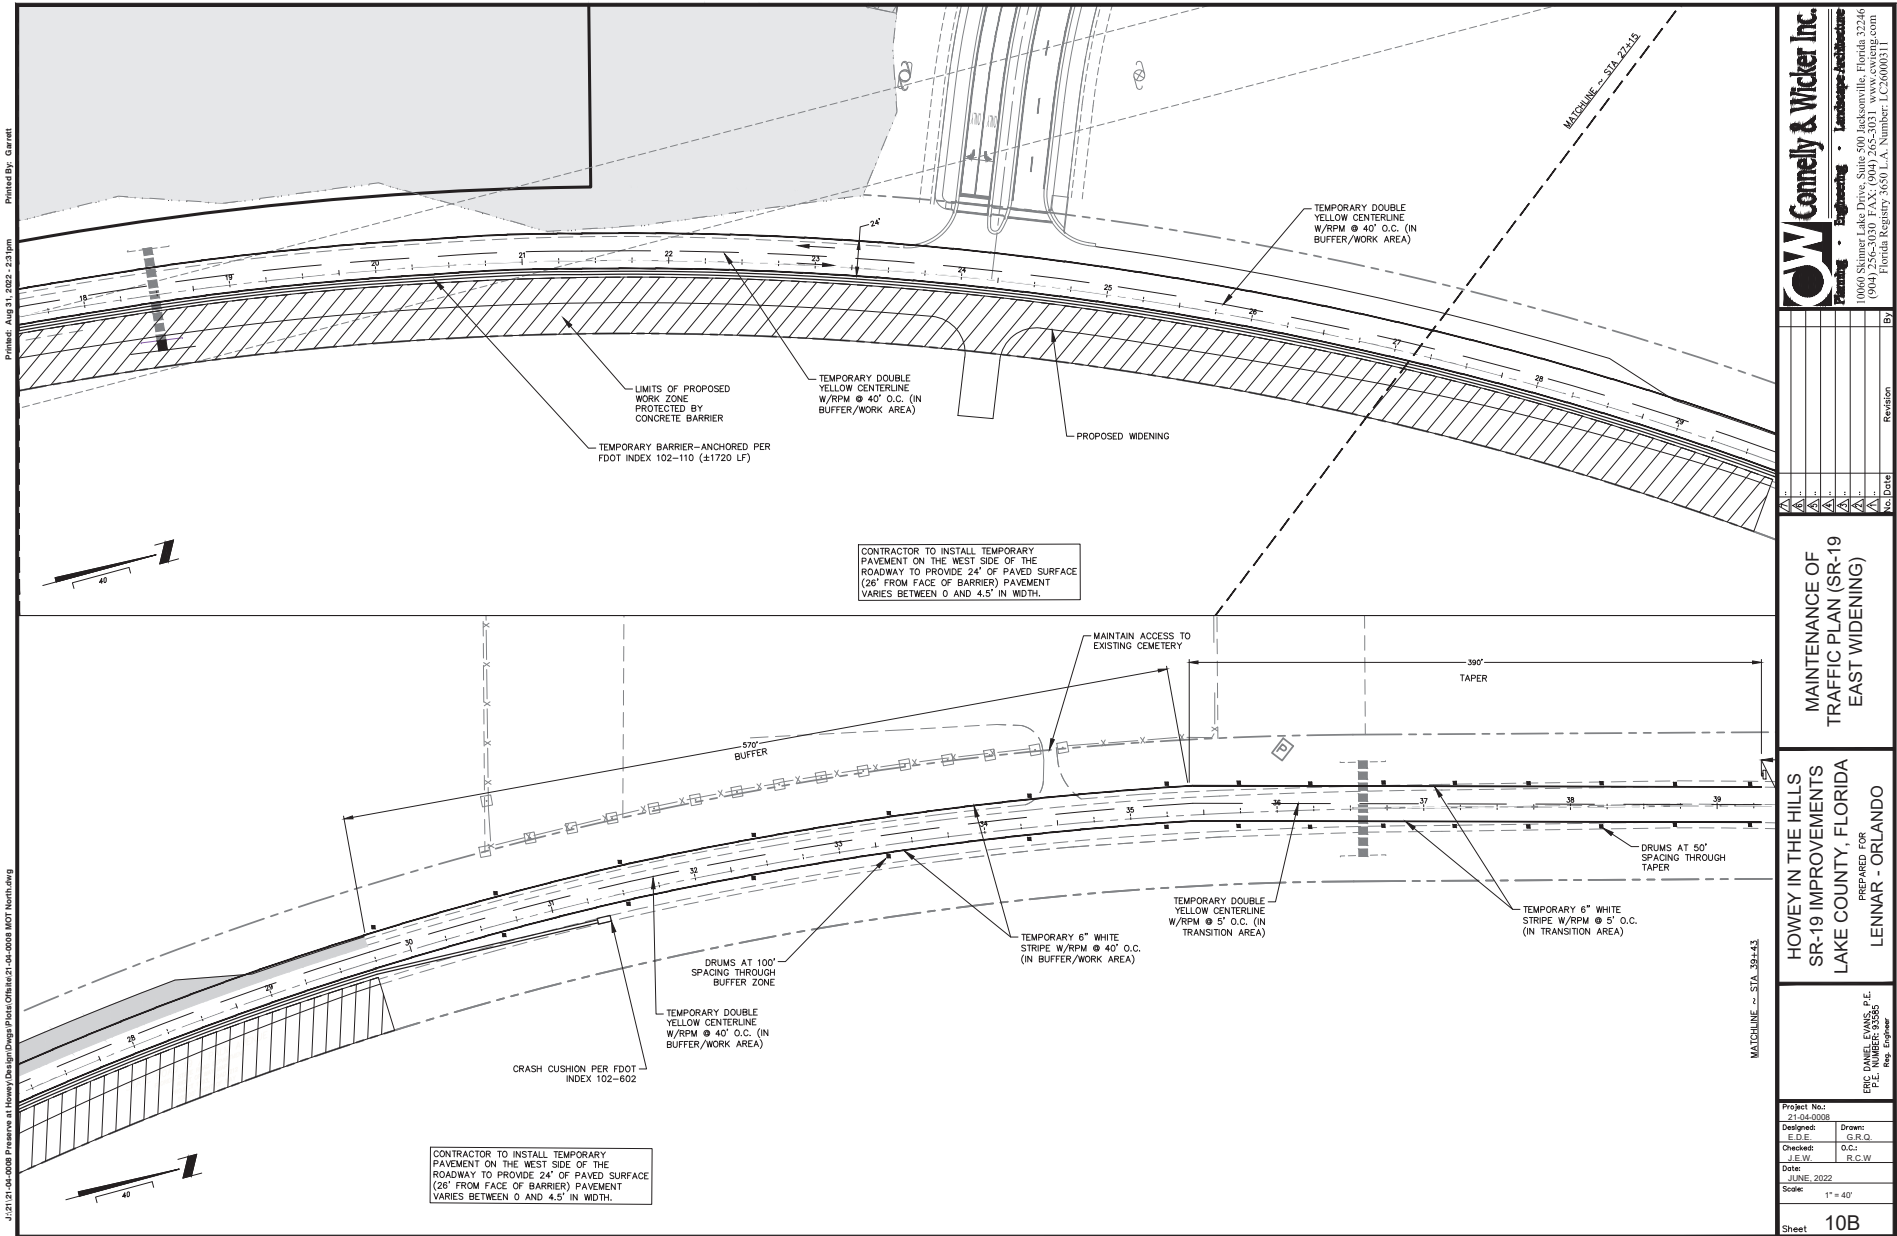 Printed By: Garrett
Printed: Aug 31, 2022 - 2:31pm
J:\21\21-04-0008 Preserve at Howey\Design\Dwgs\Plots\Offsite\21-04-0008 MOT North.dwg
MATCHLINE ~ STA 27+15
24'
TEMPORARY DOUBLE
YELLOW CENTERLINE
W/RPM @ 40' O.C. (IN
BUFFER/WORK AREA)
18
19
20
21
22
23
24
25
26
27
28
29
LIMITS OF PROPOSED
WORK ZONE
PROTECTED BY
CONCRETE BARRIER
TEMPORARY DOUBLE
YELLOW CENTERLINE
W/RPM @ 40' O.C. (IN
BUFFER/WORK AREA)
TEMPORARY BARRIER-ANCHORED PER
FDOT INDEX 102-110 (±1720 LF)
PROPOSED WIDENING
40
CONTRACTOR TO INSTALL TEMPORARY
PAVEMENT ON THE WEST SIDE OF THE
ROADWAY TO PROVIDE 24' OF PAVED SURFACE
(26' FROM FACE OF BARRIER) PAVEMENT
VARIES BETWEEN 0 AND 4.5' IN WIDTH.
MAINTAIN ACCESS TO
EXISTING CEMETERY
390'
TAPER
570'
BUFFER
P
28
29
30
31
32
33
34
35
36
37
38
39
DRUMS AT 50'
SPACING THROUGH
TAPER
TEMPORARY DOUBLE
YELLOW CENTERLINE
W/RPM @ 5' O.C. (IN
TRANSITION AREA)
TEMPORARY 6" WHITE
STRIPE W/RPM @ 5' O.C.
(IN TRANSITION AREA)
TEMPORARY 6" WHITE
STRIPE W/RPM @ 40' O.C.
(IN BUFFER/WORK AREA)
DRUMS AT 100'
SPACING THROUGH
BUFFER ZONE
TEMPORARY DOUBLE
YELLOW CENTERLINE
W/RPM @ 40' O.C. (IN
BUFFER/WORK AREA)
CRASH CUSHION PER FDOT
INDEX 102-602
MATCHLINE ~ STA 39+43
40
CONTRACTOR TO INSTALL TEMPORARY
PAVEMENT ON THE WEST SIDE OF THE
ROADWAY TO PROVIDE 24' OF PAVED SURFACE
(26' FROM FACE OF BARRIER) PAVEMENT
VARIES BETWEEN 0 AND 4.5' IN WIDTH.
Connelly & Wicker Inc.
Planning · Engineering · Landscape Architecture
10060 Skinner Lake Drive, Suite 500 Jacksonville, Florida 32246
(904) 265-3030 FAX: (904) 265-3031 www.cwieng.com
Florida Registry 3650 L.A. Number: LC26000311
7
6
5
4
3
2
1
No. Date Revision By
MAINTENANCE OF
TRAFFIC PLAN (SR-19
EAST WIDENING)
HOWEY IN THE HILLS
SR-19 IMPROVEMENTS
LAKE COUNTY, FLORIDA
PREPARED FOR
LENNAR - ORLANDO
ERIC DANIEL EVANS, P.E.
P.E. NUMBER: 93585
Reg. Engineer
Project No.:
21-04-0008
Designed: Drawn:
E.D.E. G.R.Q.
Checked: Q.C.:
J.E.W. R.C.W
Date:
JUNE, 2022
Scale:
1" = 40'
Sheet 10B